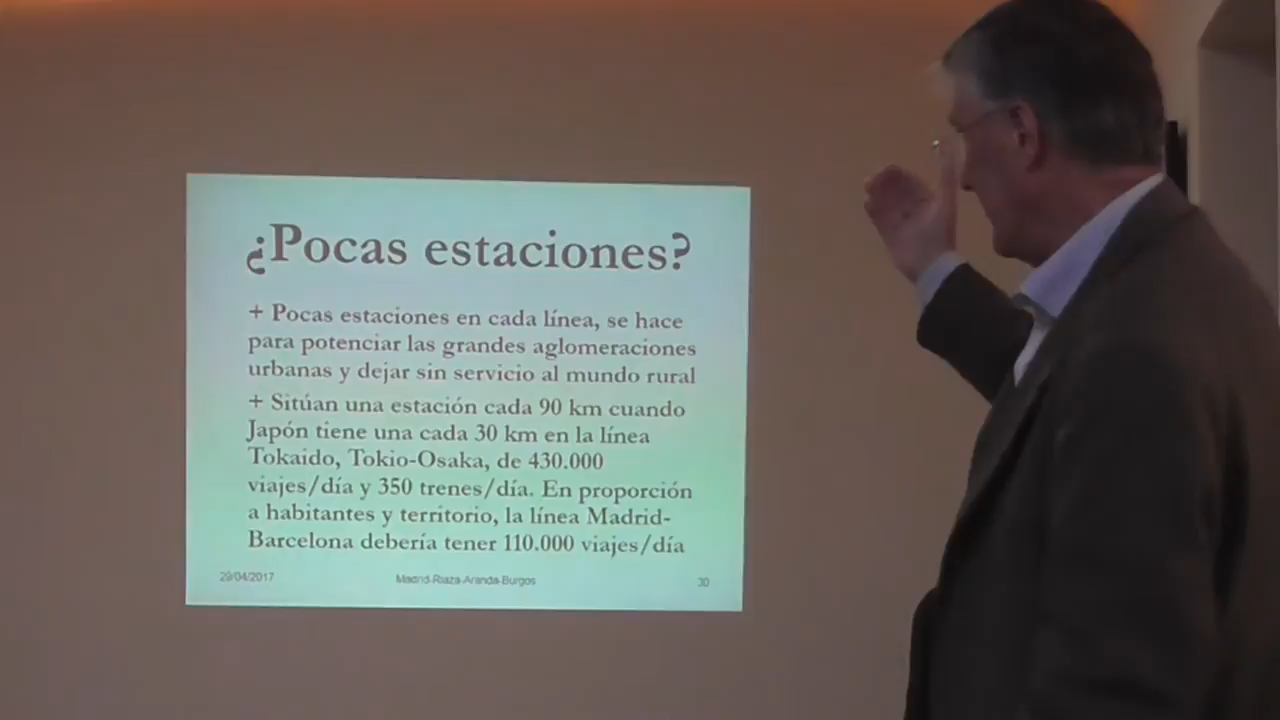 ¿Pocas estaciones?
+ Pocas estaciones en cada línea, se hace
para potenciar las grandes aglomeraciones
urbanas y dejar sin servicio al mundo rural
+ Sitúan una estación cada 90 km cuando
Japón tiene una cada 30 km en la línea
Tokaido, Tokio-Osaka, de 430.000
viajes/día y 350 trenes/día. En proporción
a habitantes y territorio, la línea Madrid-
Barcelona debería tener 110.000 viajes/día
29/04/2017 Madrid-Riaza-Aranda-Burgos 30